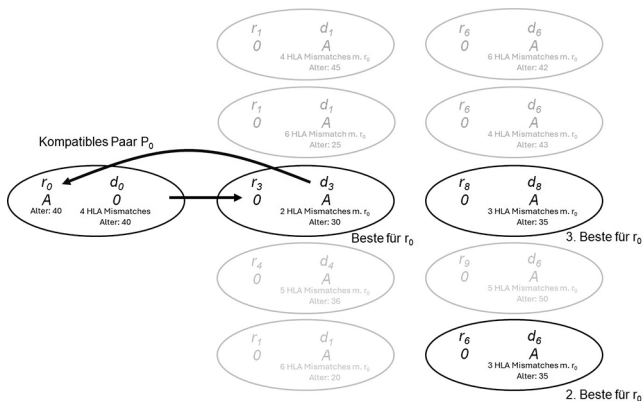 r1 d1
0 A
4 HLA Mismatches m. r0
Alter: 45
r6 d6
0 A
6 HLA Mismatches m. r0
Alter: 42
r1 d1
0 A
6 HLA Mismatch m. r0
Alter: 25
r6 d6
0 A
4 HLA Mismatches m. r0
Alter: 43
Kompatibles Paar P0
r0 d0
A 0
Alter: 40 4 HLA Mismatches
Alter: 40
r3 d3
0 A
2 HLA Mismatches m. r0
Alter: 30
Beste für r0
r8 d8
0 A
3 HLA Mismatches m. r0
Alter: 35
3. Beste für r0
r4 d4
0 A
5 HLA Mismatches m. r0
Alter: 36
r9 d6
0 A
5 HLA Mismatches m. r0
Alter: 50
r1 d1
0 A
6 HLA Mismatches m. r0
Alter: 20
r6 d6
0 A
3 HLA Mismatches m. r0
Alter: 35
2. Beste für r0